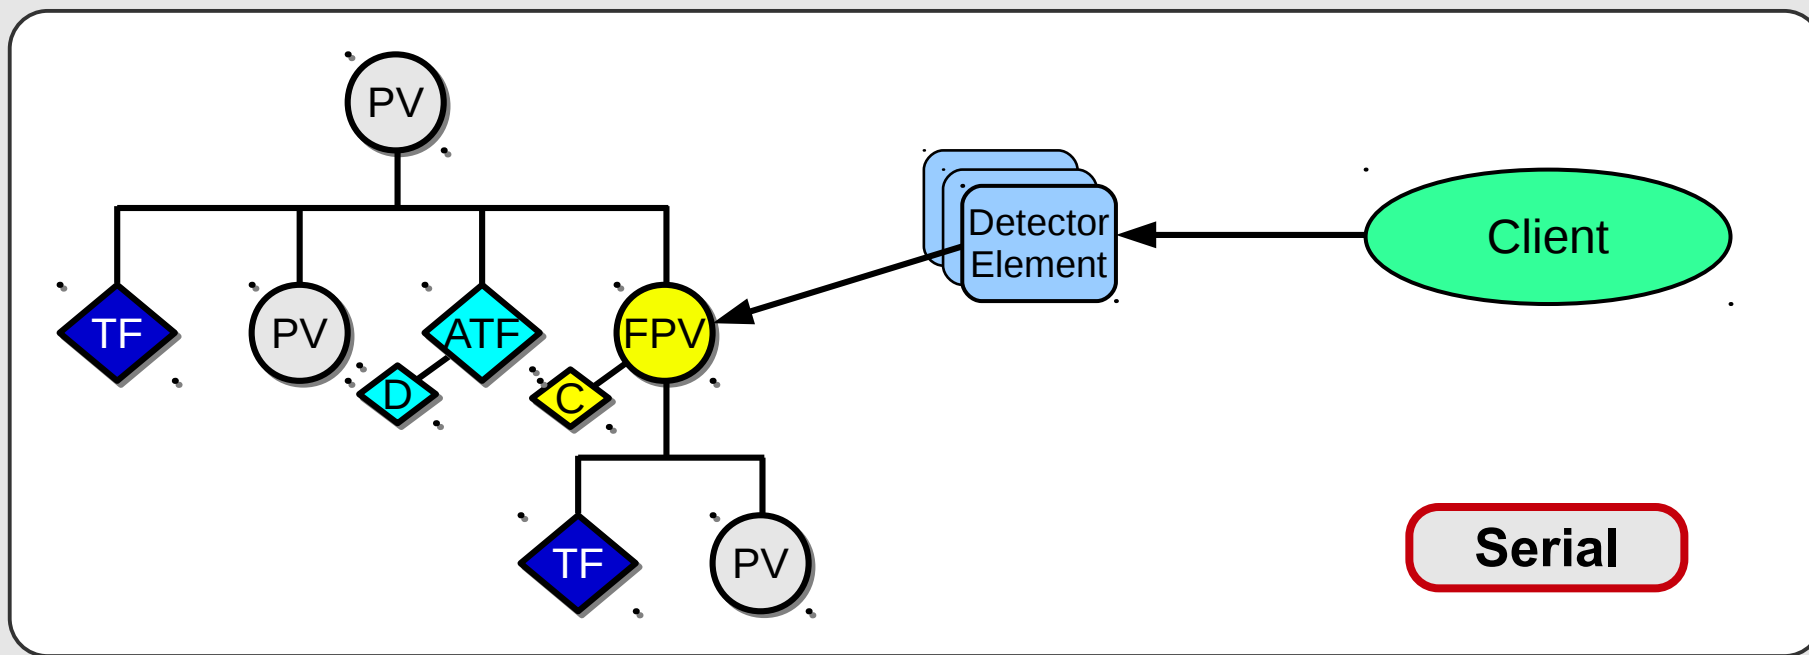 PV
Detector
Element
Client
TF
PV
ATF
FPV
D
C
TF
PV
Serial